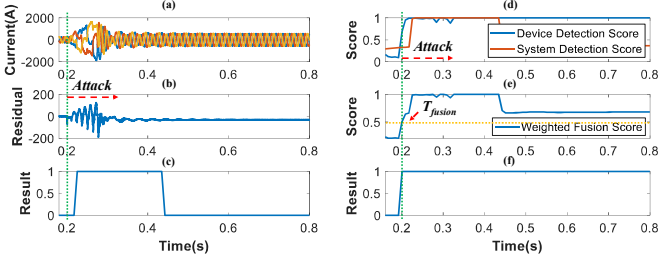 (a)
Current(A)
2000
0
-2000
0.2 0.4 0.6 0.8
(b)
Attack
Residual
200
0
-200
0.2 0.4 0.6 0.8
(c)
Result
1
0.5
0
0.2 0.4 0.6 0.8
Time(s)
(d)
Score
1
0.5
0
Device Detection Score
System Detection Score
Attack
0.2 0.3 0.4 0.5 0.6 0.7 0.8
(e)
Score
1
0.5
T_fusion
Weighted Fusion Score
0.2 0.3 0.4 0.5 0.6 0.7 0.8
(f)
Result
1
0.5
0
0.2 0.3 0.4 0.5 0.6 0.7 0.8
Time(s)